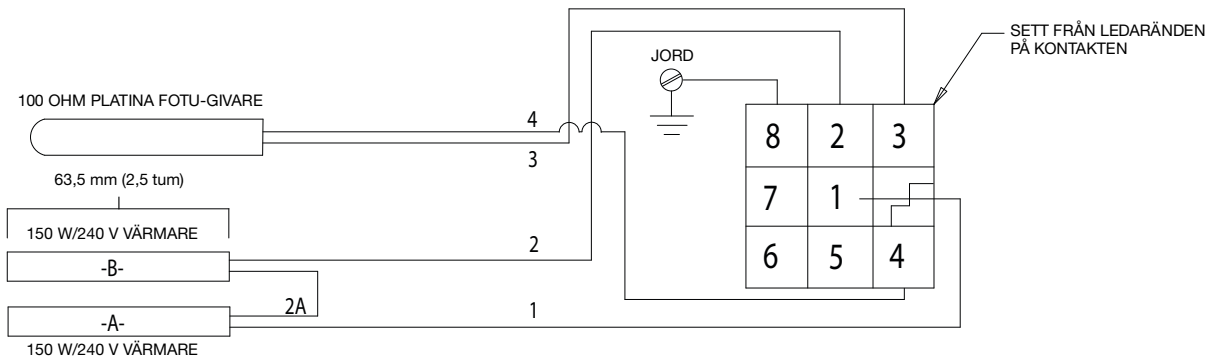 SETT FRÅN LEDARÄNDEN
PÅ KONTAKTEN
JORD
100 OHM PLATINA FOTU-GIVARE
4
3
8 2 3
7 1
6 5 4
63,5 mm (2,5 tum)
150 W/240 V VÄRMARE
-B-
2
2A
-A-
1
150 W/240 V VÄRMARE